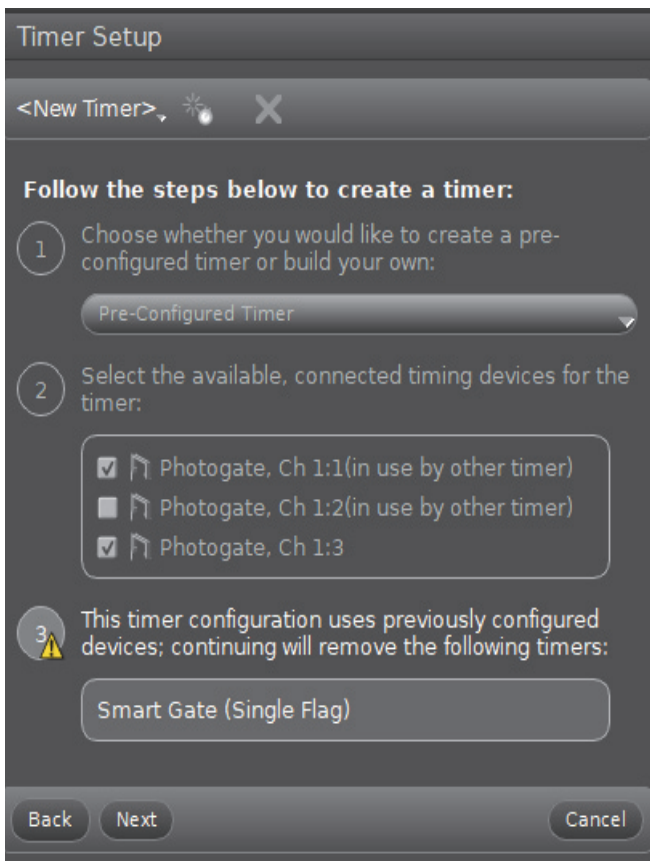 Timer Setup
<New Timer>
Follow the steps below to create a timer:
1
Choose whether you would like to create a pre-
configured timer or build your own:
Pre-Configured Timer
2
Select the available, connected timing devices for the
timer:
Photogate, Ch 1:1(in use by other timer)
Photogate, Ch 1:2(in use by other timer)
Photogate, Ch 1:3
3
This timer configuration uses previously configured
devices; continuing will remove the following timers:
Smart Gate (Single Flag)
Back Next Cancel